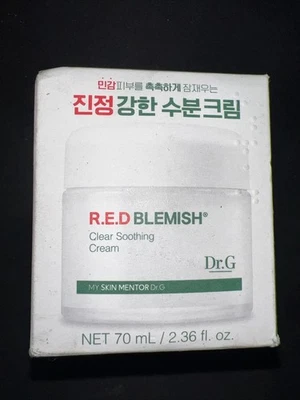 민감피부를 촉촉하게 잠재우는
진정 강한 수분크림
R.E.D BLEMISH®
Clear Soothing
Cream
Dr.G
MY SKIN MENTOR Dr.G
NET 70 mL / 2.36 fl. oz.